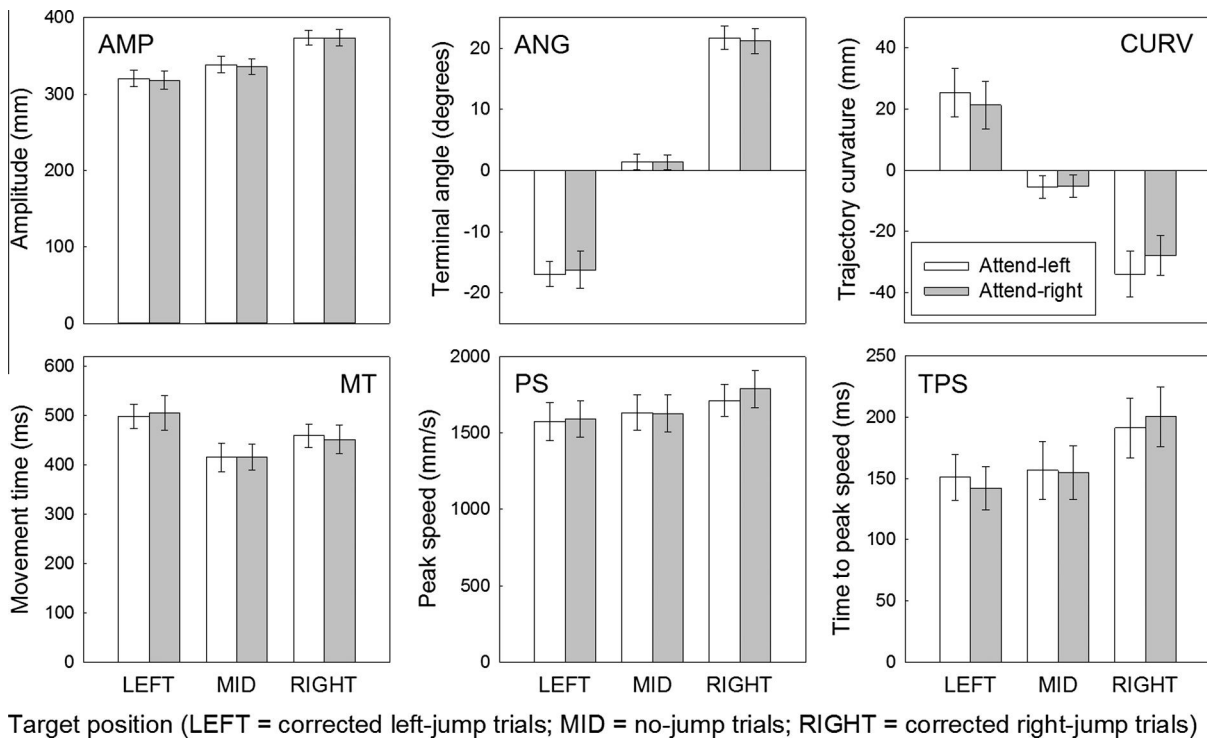 AMP
Amplitude (mm)
400
300
200
100
0
ANG
Terminal angle (degrees)
20
10
0
-10
-20
CURV
Trajectory curvature (mm)
40
20
0
-20
-40
Attend-left
Attend-right
MT
Movement time (ms)
600
500
400
300
200
100
0
LEFT MID RIGHT
PS
Peak speed (mm/s)
2000
1500
1000
500
0
LEFT MID RIGHT
TPS
Time to peak speed (ms)
250
200
150
100
50
0
LEFT MID RIGHT
Target position (LEFT = corrected left-jump trials; MID = no-jump trials; RIGHT = corrected right-jump trials)